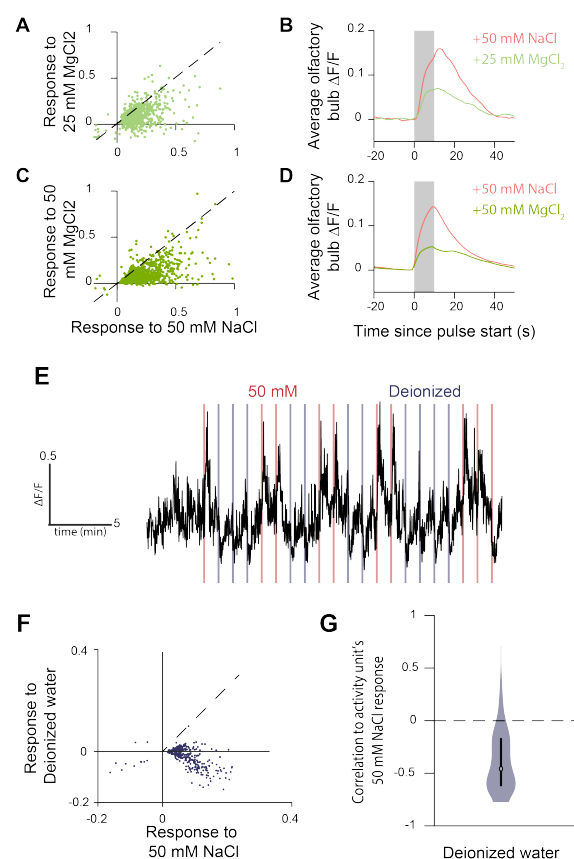 A
Response to
25 mM MgCl2
1
0.5
0
0
0.5
1
B
Average olfactory
bulb ΔF/F
0.2
0.1
0
-20
0
20
40
+50 mM NaCl
+25 mM MgCl₂
C
Response to 50
mM MgCl2
1
0.5
0
0
0.5
1
Response to 50 mM NaCl
D
Average olfactory
bulb ΔF/F
0.2
0.1
0
-20
0
20
40
+50 mM NaCl
+50 mM MgCl₂
Time since pulse start (s)
E
50 mM
Deionized
0.5
ΔF/F
time (min)
5
F
Response to
Deionized water
0.4
0
-0.2
-0.2
0
0.4
Response to
50 mM NaCl
G
Correlation to activity unit's
50 mM NaCl response
1
0.5
0
-0.5
-1
Deionized water